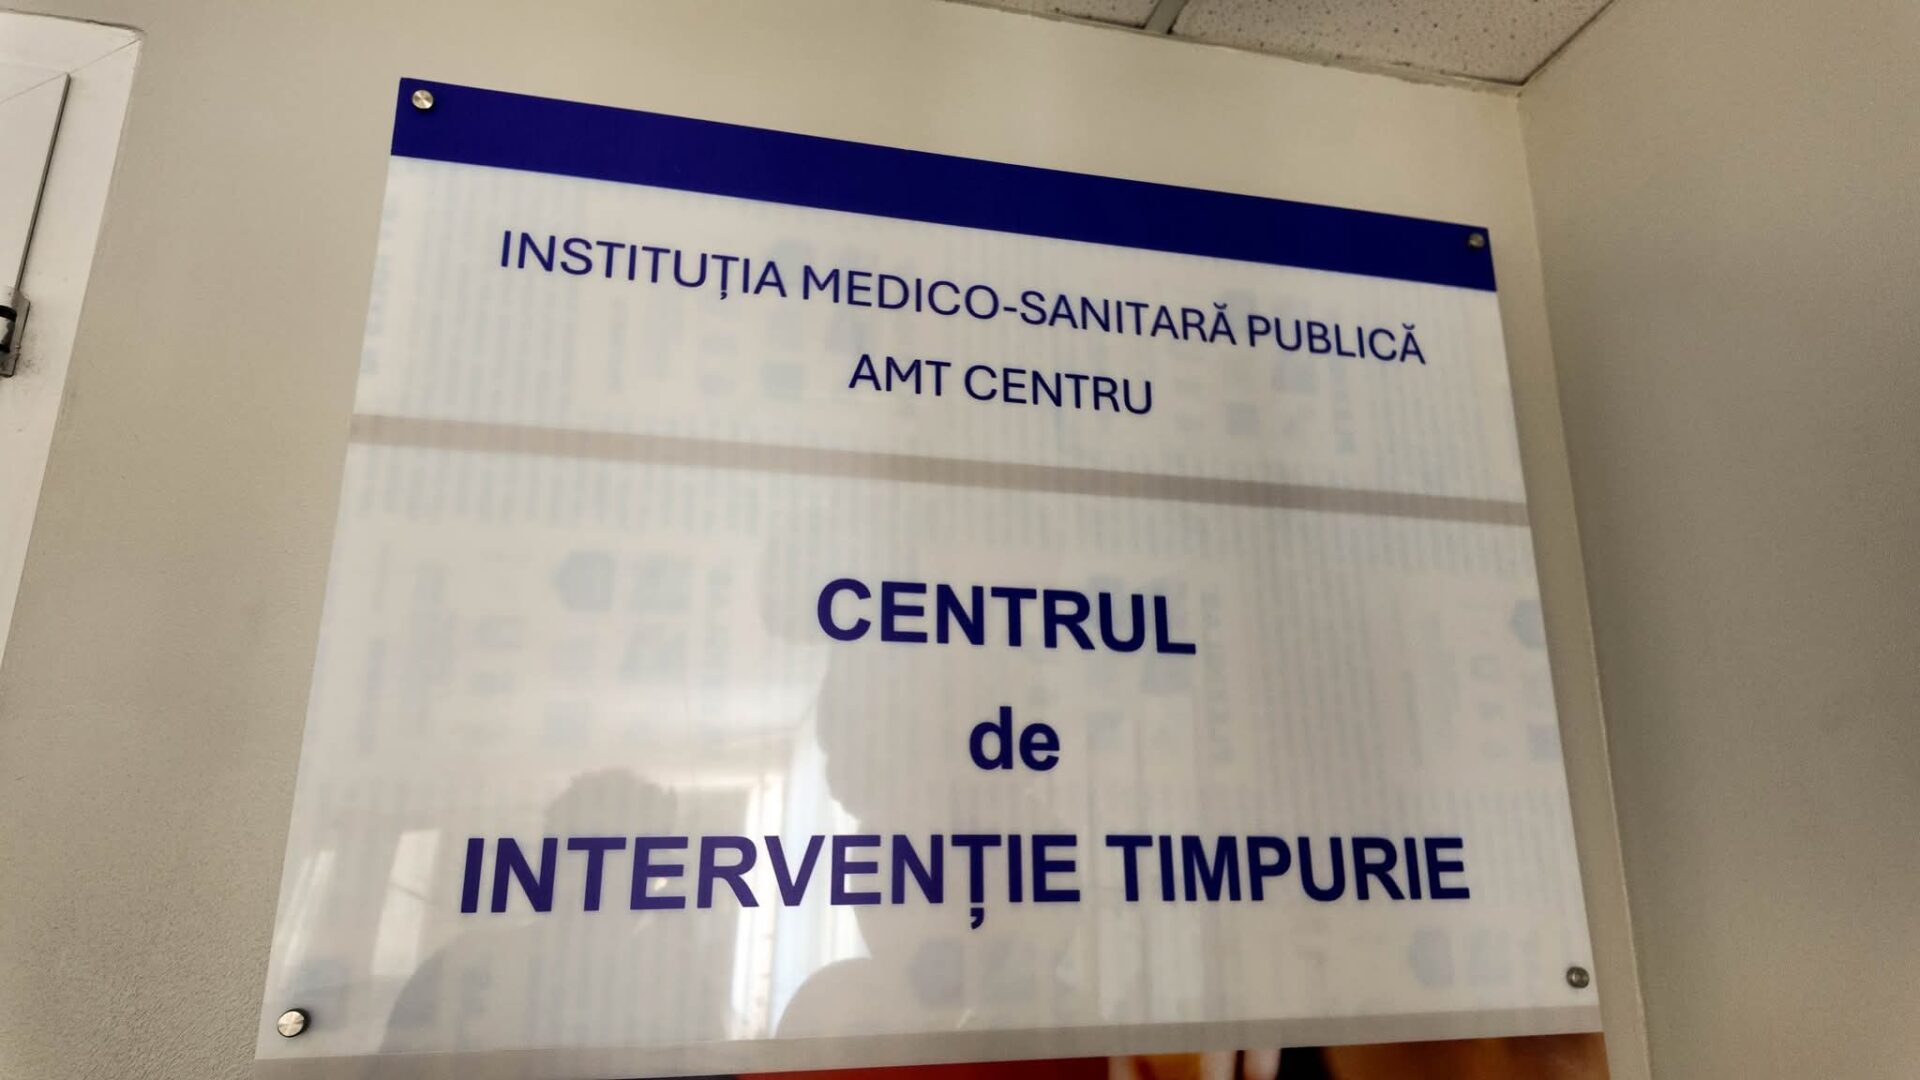 INSTITUȚIA MEDICO-SANITARĂ PUBLICĂ
AMT CENTRU
CENTRUL
de
INTERVENȚIE TIMPURIE